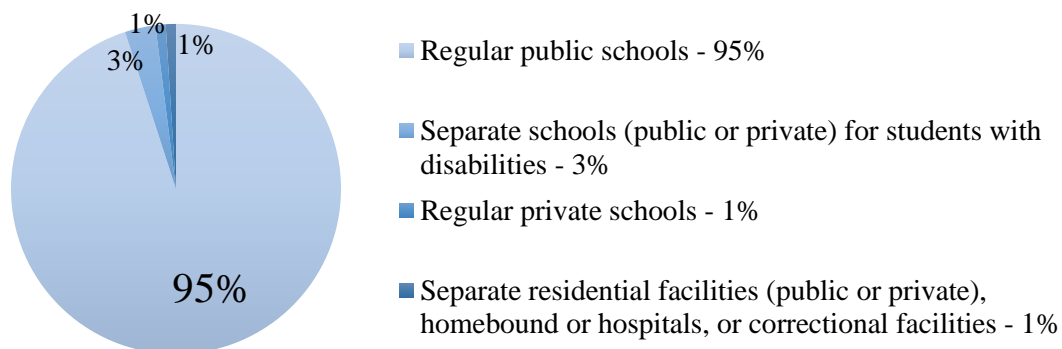 1%
1%
3%
95%
Regular public schools - 95%
Separate schools (public or private) for students with
disabilities - 3%
Regular private schools - 1%
Separate residential facilities (public or private),
homebound or hospitals, or correctional facilities - 1%